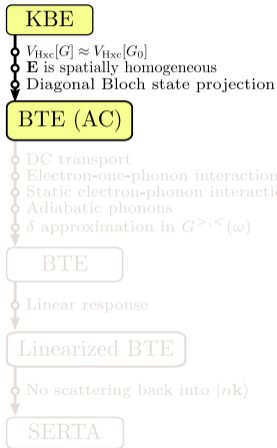 KBE
V_Hxc[G] ≈ V_Hxc[G_0]
E is spatially homogeneous
Diagonal Bloch state projection
BTE (AC)
DC transport
Electron-one-phonon interaction
Static electron-phonon interacti
Adiabatic phonons
δ approximation in G^{>,<}(ω)
BTE
Linear response
Linearized BTE
No scattering back into |nk⟩
SERTA